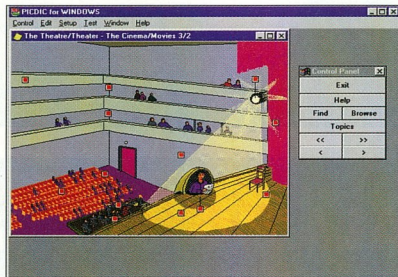 PICDIC for WINDOWS
Control Edit Setup Test Window Help
The Theatre/Theater - The Cinema/Movies 3/2
Control Panel
Exit
Help
Find Browse
Topics
<< >>
< >